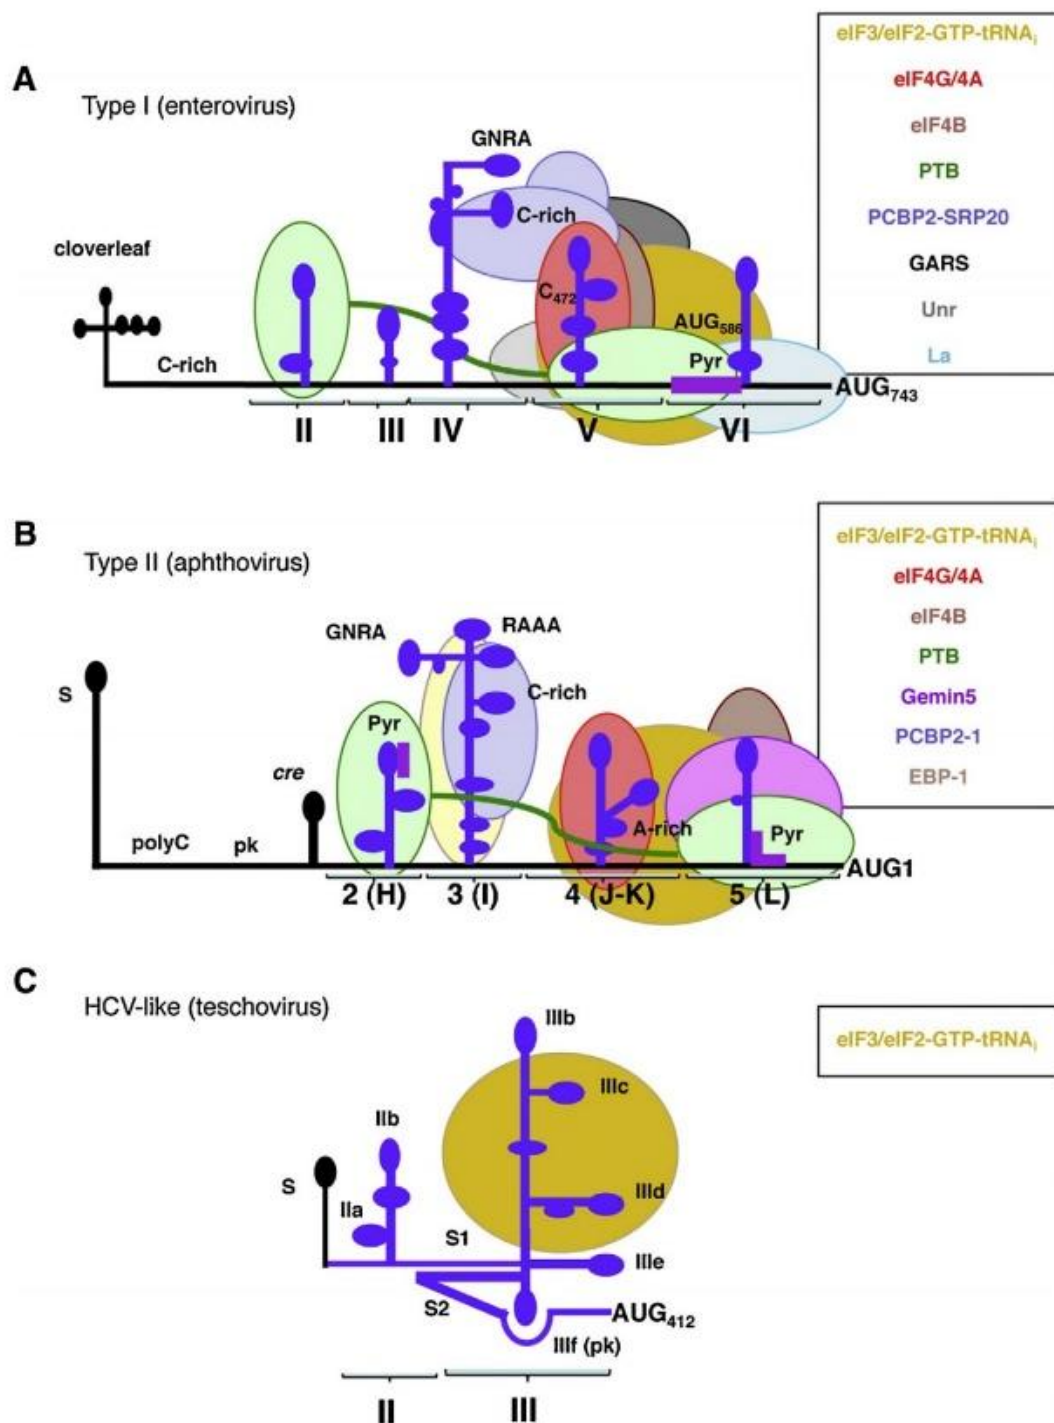 A
Type I (enterovirus)
eIF3/eIF2-GTP-tRNAi
eIF4G/4A
eIF4B
PTB
PCBP2-SRP20
GARS
Unr
La
GNRA
C-rich
cloverleaf
C472
AUG586
C-rich
Pyr
AUG743
II III IV V VI
B
Type II (aphthovirus)
eIF3/eIF2-GTP-tRNAi
eIF4G/4A
eIF4B
PTB
Gemin5
PCBP2-1
EBP-1
GNRA
RAAA
S
C-rich
Pyr
cre
polyC pk
A-rich
Pyr
AUG1
2 (H) 3 (I) 4 (J-K) 5 (L)
C
HCV-like (teschovirus)
eIF3/eIF2-GTP-tRNAi
IIIb
IIIc
IIb
S
IIa
IIId
S1
IIIe
S2
AUG412
IIIf (pk)
II III